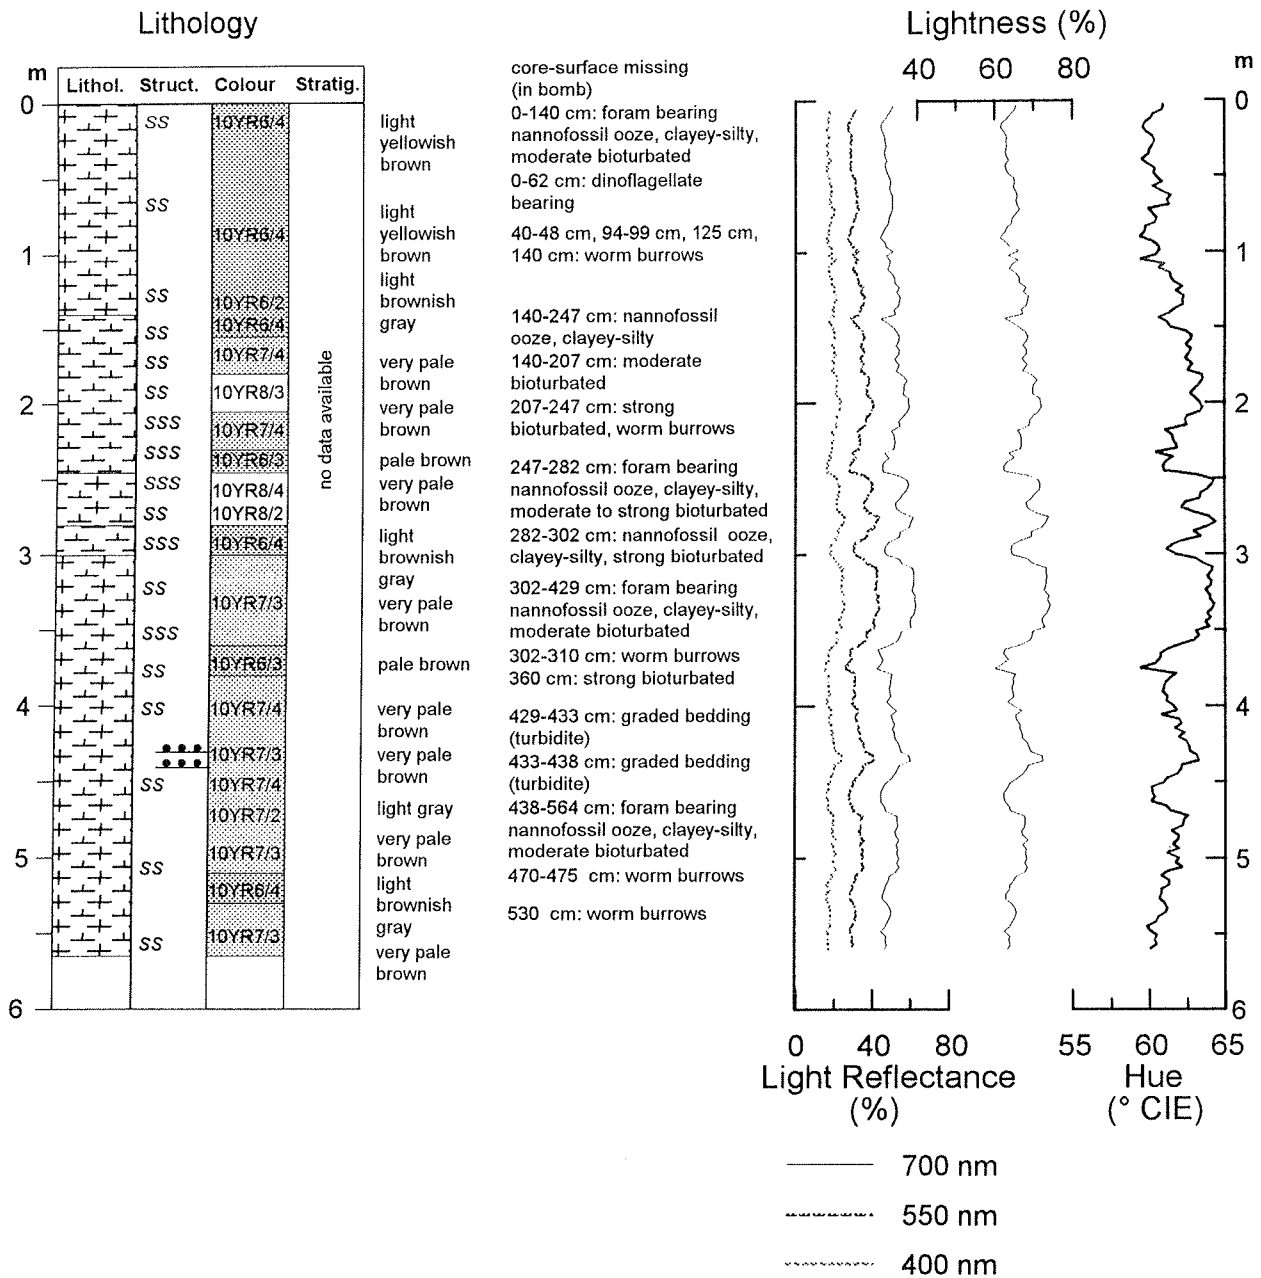 Lithology
Lightness (%)
m
Lithol. Struct. Colour Stratig.
0
1
2
3
4
5
6
SS
SS
SS
SS
SS
SS
SSS
SSS
SSS
SS
SSS
SS
SSS
SS
SS
SS
SS
SS
10YR6/4
10YR6/4
10YR6/2
10YR6/4
10YR7/4
10YR8/3
10YR7/4
10YR6/3
10YR8/4
10YR8/2
10YR6/4
10YR7/3
10YR6/3
10YR7/4
10YR7/3
10YR7/4
10YR7/2
10YR7/3
10YR6/4
10YR7/3
no data available
light
yellowish
brown
light
yellowish
brown
light
brownish
gray
very pale
brown
very pale
brown
pale brown
very pale
brown
light
brownish
gray
very pale
brown
pale brown
very pale
brown
very pale
brown
light gray
very pale
brown
light
brownish
gray
very pale
brown
core-surface missing
(in bomb)
0-140 cm: foram bearing
nannofossil ooze, clayey-silty,
moderate bioturbated
0-62 cm: dinoflagellate
bearing
40-48 cm, 94-99 cm, 125 cm,
140 cm: worm burrows
140-247 cm: nannofossil
ooze, clayey-silty
140-207 cm: moderate
bioturbated
207-247 cm: strong
bioturbated, worm burrows
247-282 cm: foram bearing
nannofossil ooze, clayey-silty,
moderate to strong bioturbated
282-302 cm: nannofossil ooze,
clayey-silty, strong bioturbated
302-429 cm: foram bearing
nannofossil ooze, clayey-silty,
moderate bioturbated
302-310 cm: worm burrows
360 cm: strong bioturbated
429-433 cm: graded bedding
(turbidite)
433-438 cm: graded bedding
(turbidite)
438-564 cm: foram bearing
nannofossil ooze, clayey-silty,
moderate bioturbated
470-475 cm: worm burrows
530 cm: worm burrows
40 60 80
m
0
1
2
3
4
5
6
0 40 80
55 60 65
Light Reflectance
(%)
Hue
(° CIE)
700 nm
550 nm
400 nm